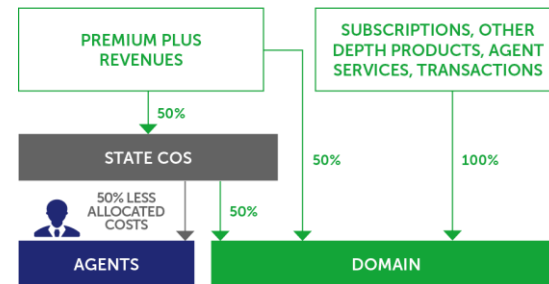 PREMIUM PLUS
REVENUES
SUBSCRIPTIONS, OTHER
DEPTH PRODUCTS, AGENT
SERVICES, TRANSACTIONS
50%
STATE COS
50%
100%
50% LESS
ALLOCATED
COSTS
50%
AGENTS
DOMAIN